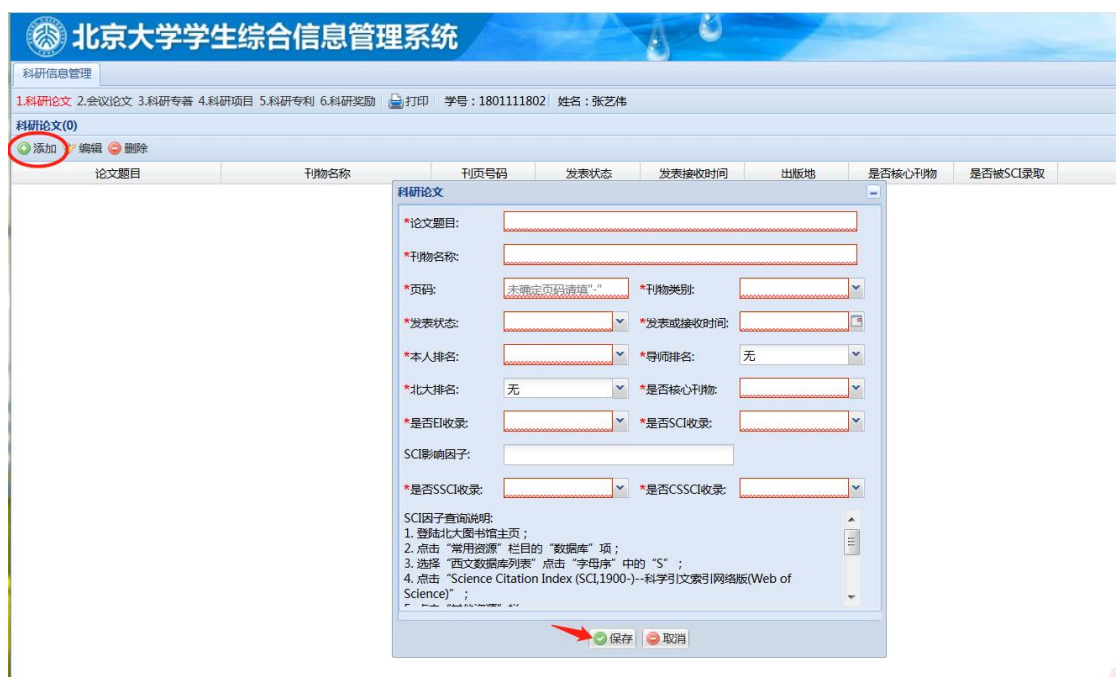 北京大学学生综合信息管理系统
科研信息管理
1.科研论文 2.会议论文 3.科研专著 4.科研项目 5.科研专利 6.科研奖励 打印 学号：1801111802 姓名：张艺伟
科研论文(0)
添加 编辑 删除
论文题目 刊物名称 刊页号码 发表状态 发表接收时间 出版地 是否核心刊物 是否被SCI录取
科研论文
*论文题目:
*刊物名称:
*页码: 未确定页码请填"-" *刊物类别:
*发表状态: *发表或接收时间:
*本人排名: *导师排名: 无
*北大排名: 无 *是否核心刊物:
*是否EI收录: *是否SCI收录:
SCI影响因子:
*是否SSCI收录: *是否CSSCI收录:
SCI因子查询说明:
1. 登陆北大图书馆主页；
2. 点击“常用资源”栏目的“数据库”项；
3. 选择“西文数据库列表”点击“字母序”中的“S”；
4. 点击“Science Citation Index (SCI,1900-)--科学引文索引网络版(Web of
Science)”；
保存 取消